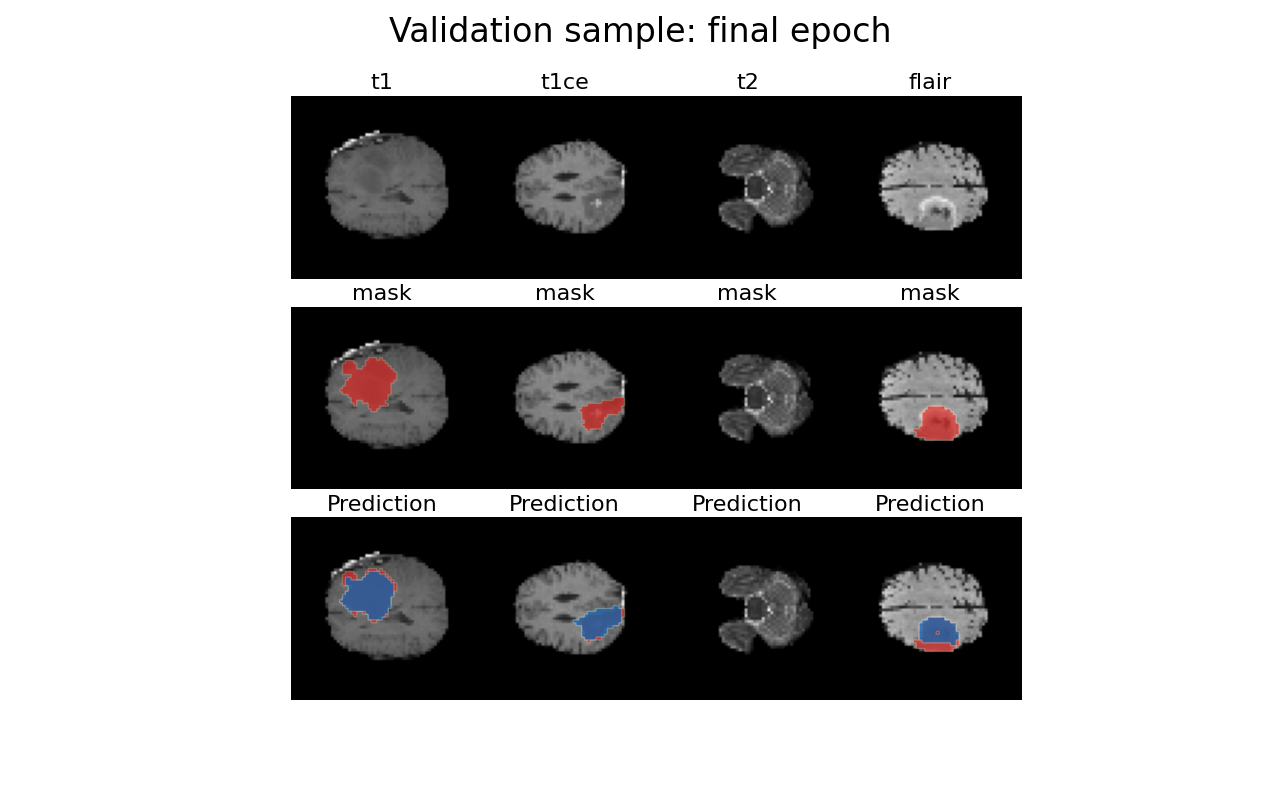 Validation sample: final epoch
t1 t1ce t2 flair
mask mask mask mask
Prediction Prediction Prediction Prediction